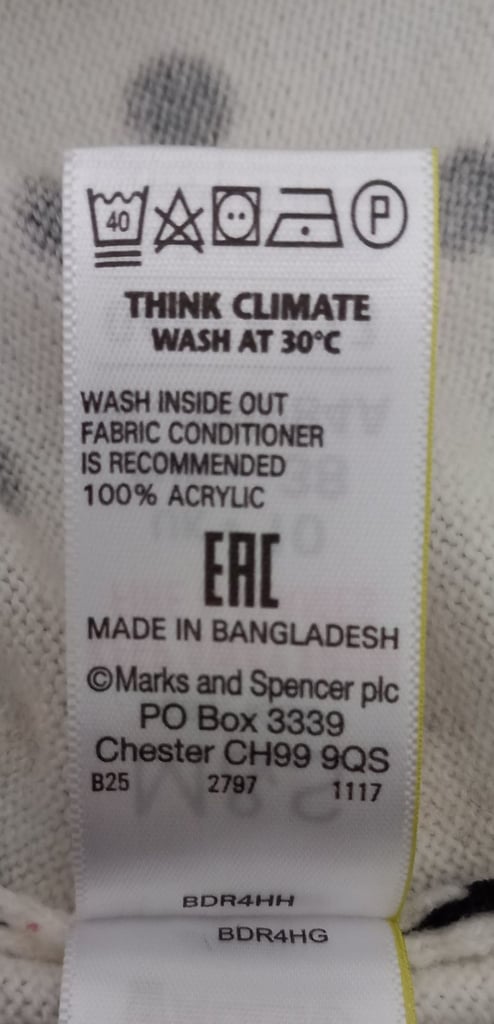 40 P
THINK CLIMATE
WASH AT 30°C
WASH INSIDE OUT
FABRIC CONDITIONER
IS RECOMMENDED
100% ACRYLIC
EAC
MADE IN BANGLADESH
©Marks and Spencer plc
PO Box 3339
Chester CH99 9QS
B25 2797 1117
BDR4HH
BDR4HG